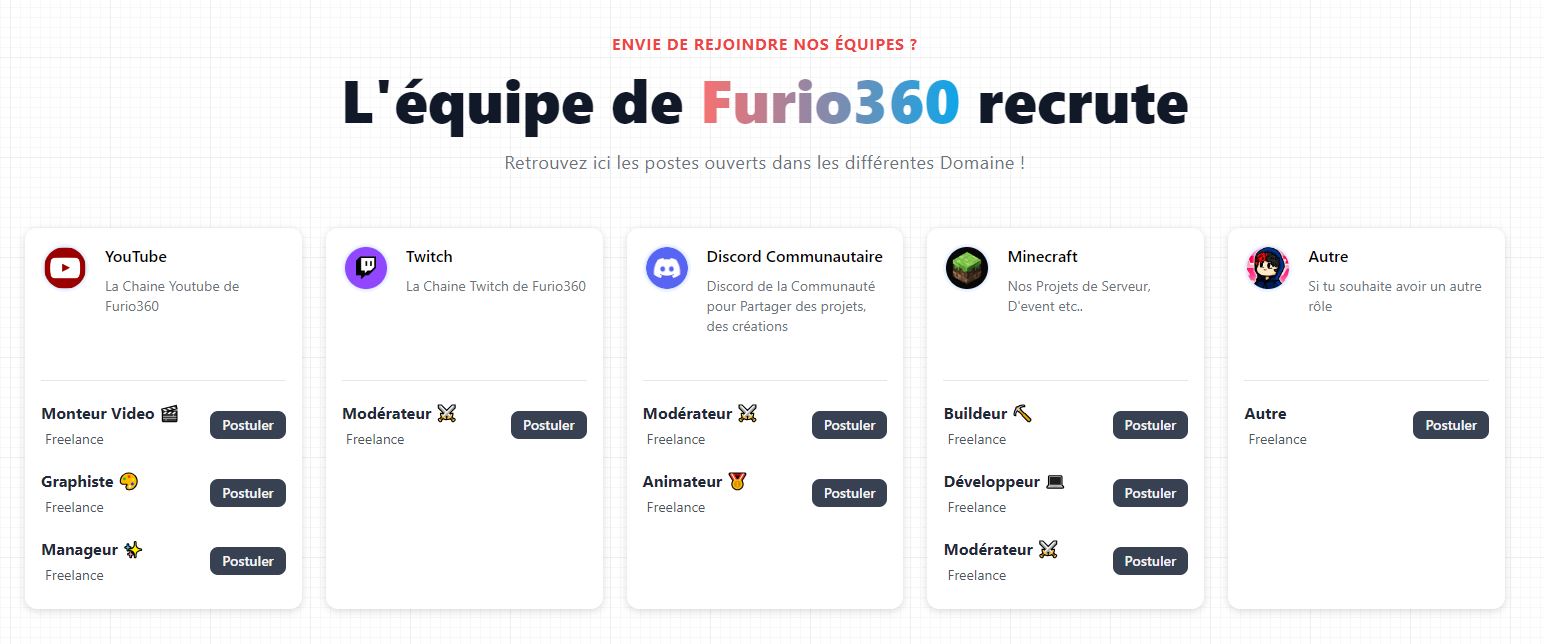 ENVIE DE REJOINDRE NOS ÉQUIPES ?
L'équipe de Furio360 recrute
Retrouvez ici les postes ouverts dans les différentes Domaine !
YouTube
La Chaine Youtube de
Furio360
Monteur Video 🎬
Freelance
Postuler
Graphiste 🎨
Freelance
Postuler
Manageur ✨
Freelance
Postuler
Twitch
La Chaine Twitch de Furio360
Modérateur ⚔️
Freelance
Postuler
Discord Communautaire
Discord de la Communauté
pour Partager des projets,
des créations
Modérateur ⚔️
Freelance
Postuler
Animateur 🏅
Freelance
Postuler
Minecraft
Nos Projets de Serveur,
D'event etc..
Buildeur 🔨
Freelance
Postuler
Développeur 💻
Freelance
Postuler
Modérateur ⚔️
Freelance
Postuler
Autre
Si tu souhaite avoir un autre
rôle
Autre
Freelance
Postuler